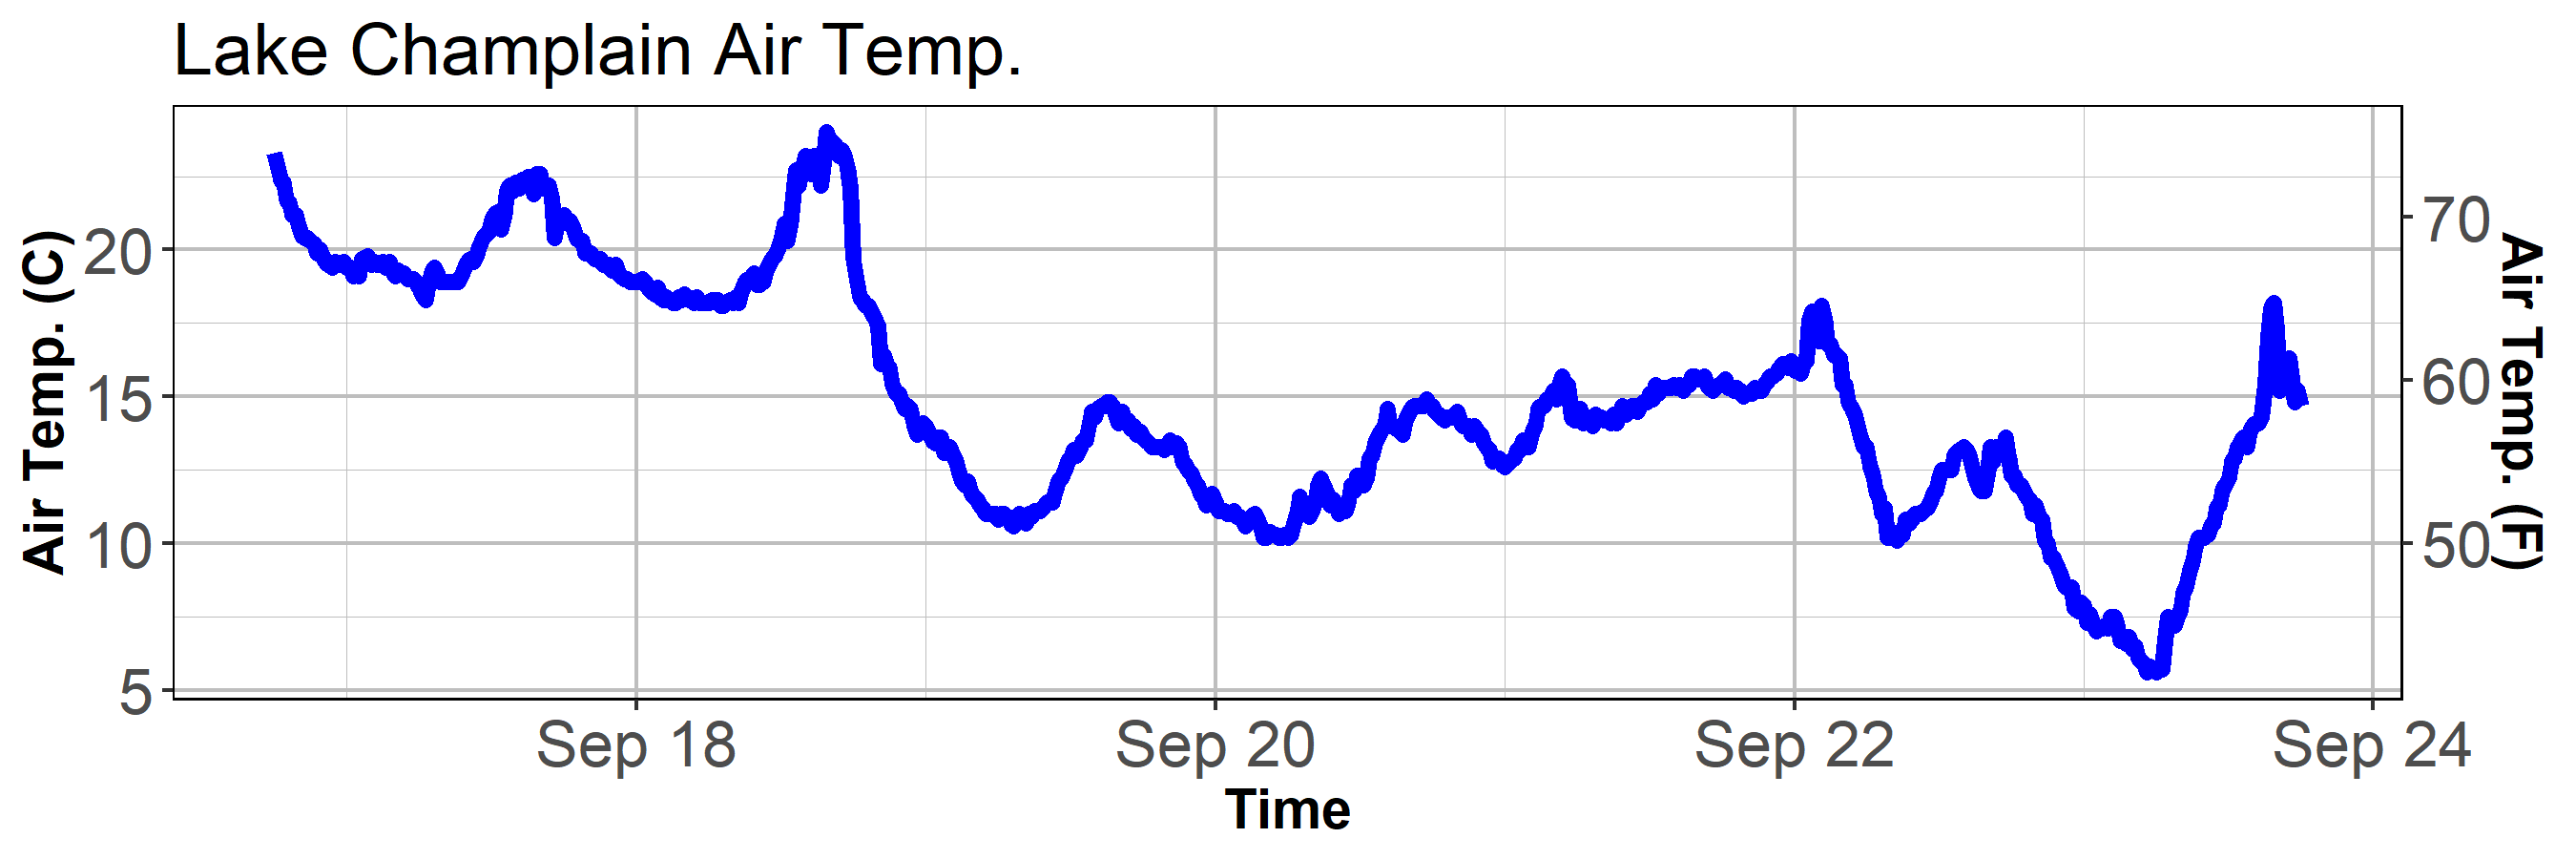 Lake Champlain Air Temp.
Air Temp. (C)
20
15
10
5
70
60
50
Air Temp. (F)
Sep 18 Sep 20 Sep 22 Sep 24
Time